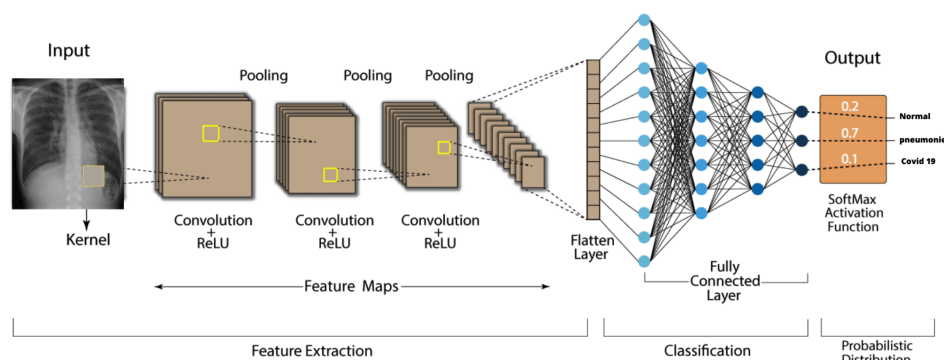 Input
Output
Pooling
Pooling
Pooling
0.2
Normal
0.7
pneumonie
0.1
Covid 19
Kernel
Convolution
+
ReLU
Convolution
+
ReLU
Convolution
+
ReLU
Flatten
Layer
SoftMax
Activation
Function
Fully
Connected
Layer
Feature Maps
Feature Extraction
Classification
Probabilistic
Distribution